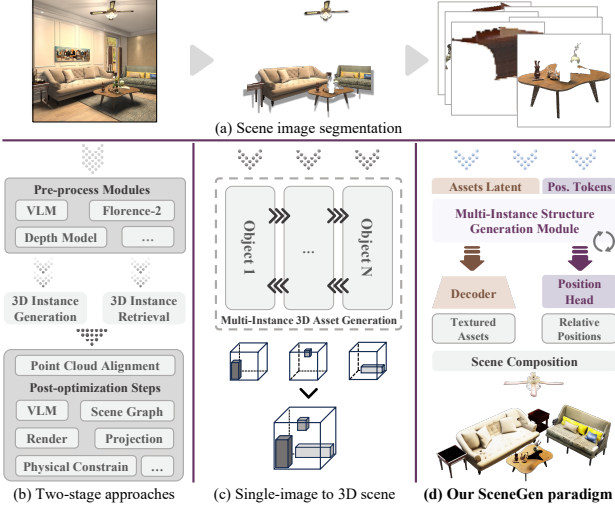 (a) Scene image segmentation
Pre-process Modules
VLM
Florence-2
Depth Model
...
3D Instance
Generation
3D Instance
Retrieval
Point Cloud Alignment
Post-optimization Steps
VLM
Scene Graph
Render
Projection
Physical Constrain
...
(b) Two-stage approaches
Object 1
...
Object N
Multi-Instance 3D Asset Generation
(c) Single-image to 3D scene
Assets Latent
Pos. Tokens
Multi-Instance Structure
Generation Module
Decoder
Position
Head
Textured
Assets
Relative
Positions
Scene Composition
(d) Our SceneGen paradigm